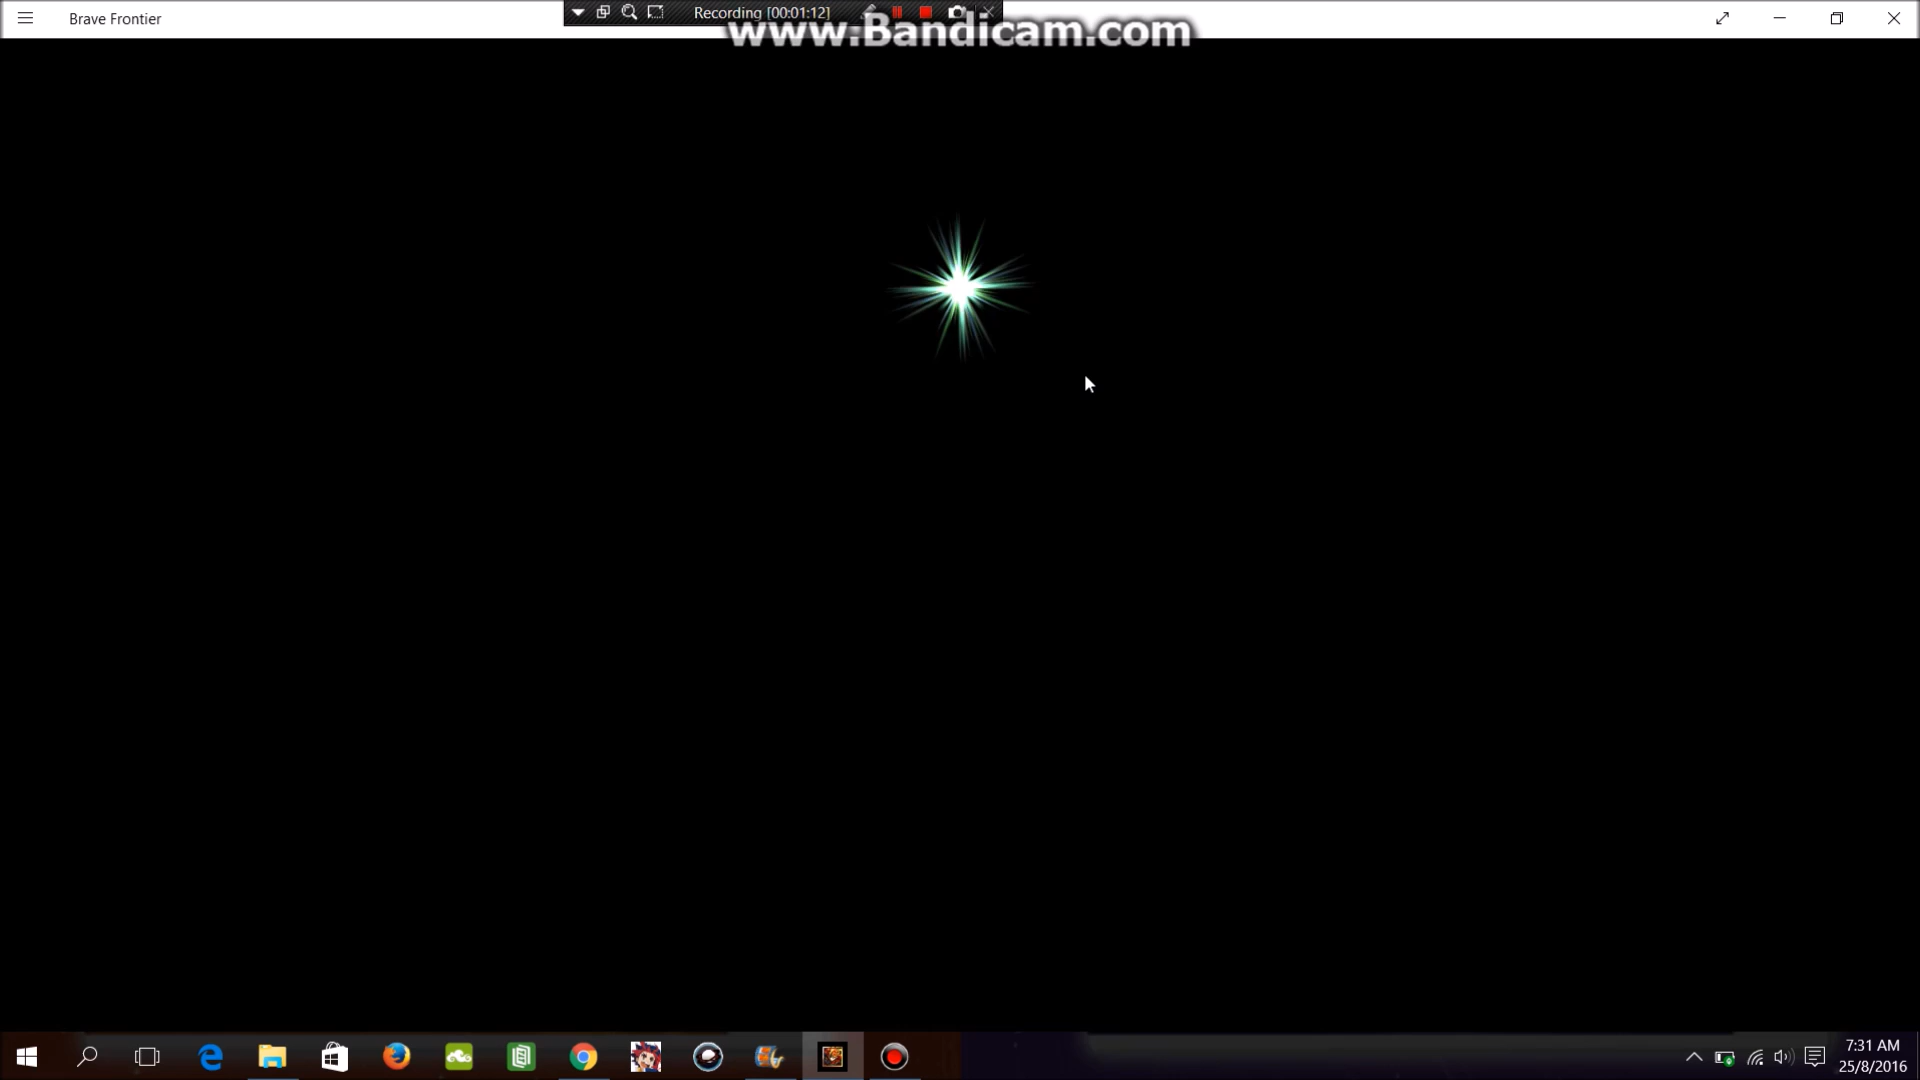 Brave Frontier
Recording [00:01:12]
www.Bandicam.com
7:31 AM
25/8/2016